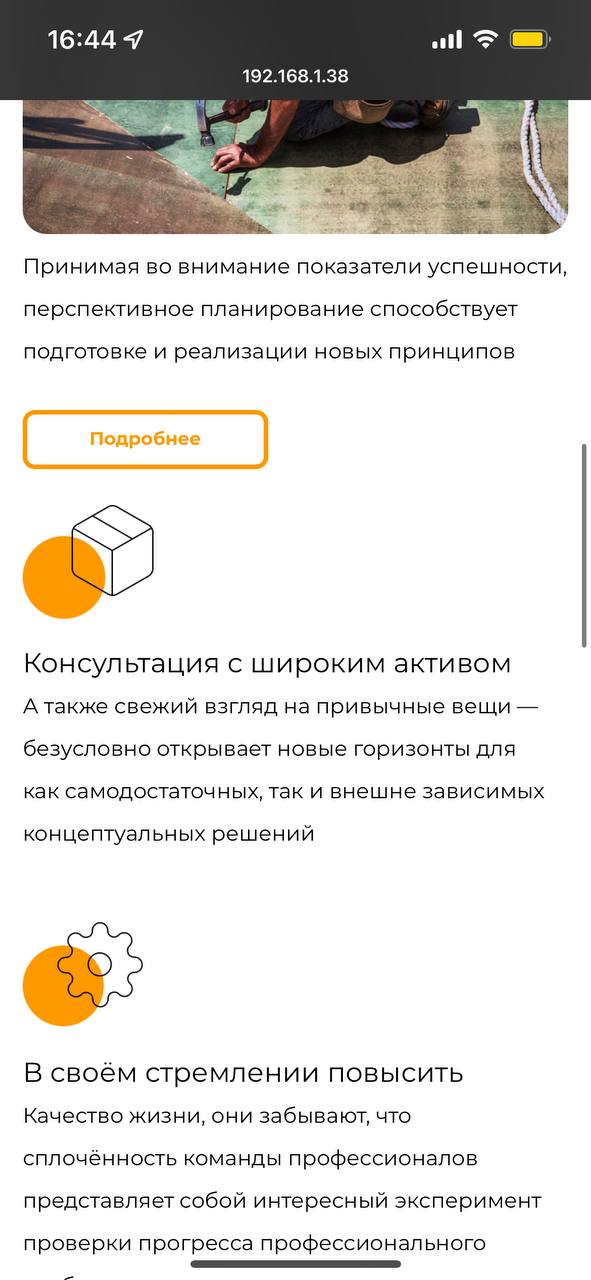 16:44
192.168.1.38
Принимая во внимание показатели успешности,
перспективное планирование способствует
подготовке и реализации новых принципов
Подробнее
Консультация с широким активом
А также свежий взгляд на привычные вещи —
безусловно открывает новые горизонты для
как самодостаточных, так и внешне зависимых
концептуальных решений
В своём стремлении повысить
Качество жизни, они забывают, что
сплочённость команды профессионалов
представляет собой интересный эксперимент
проверки прогресса профессионального